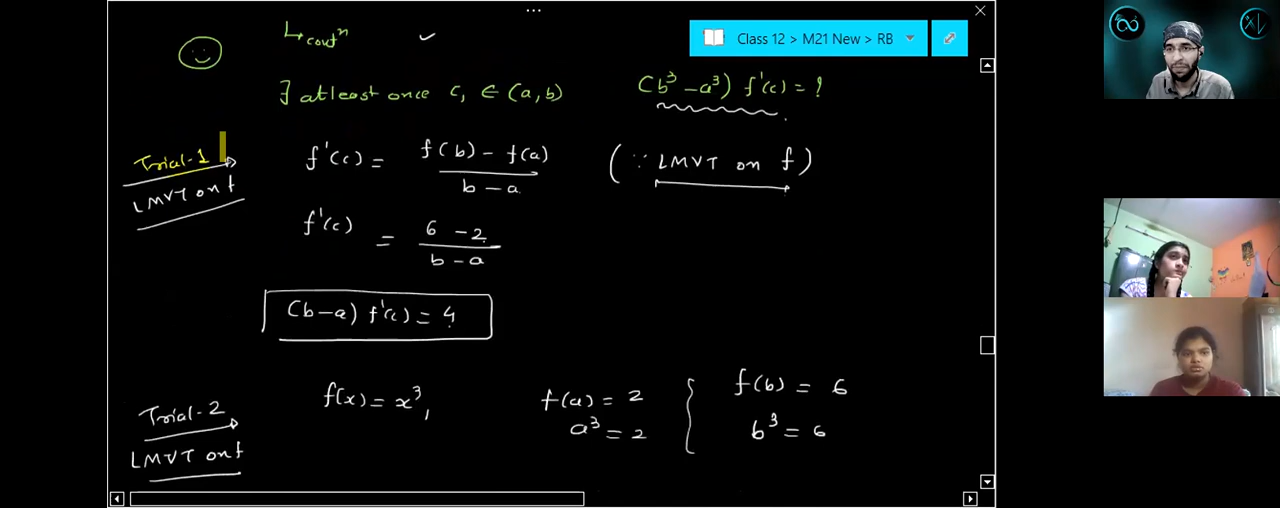 Class 12 > M21 New > RB
↳ contⁿ ✓
∃ atleast once c, ∈ (a, b)
(b³ - a³) f'(c) = ?
Trial-1
LMVT on f
f'(c) = f(b) - f(a) / b - a
(∵ LMVT on f)
f'(c) = 6 - 2 / b - a
(b-a) f'(c) = 4
Trial-2
LMVT on f
f(x) = x³,
f(a) = 2
a³ = 2
f(b) = 6
b³ = 6